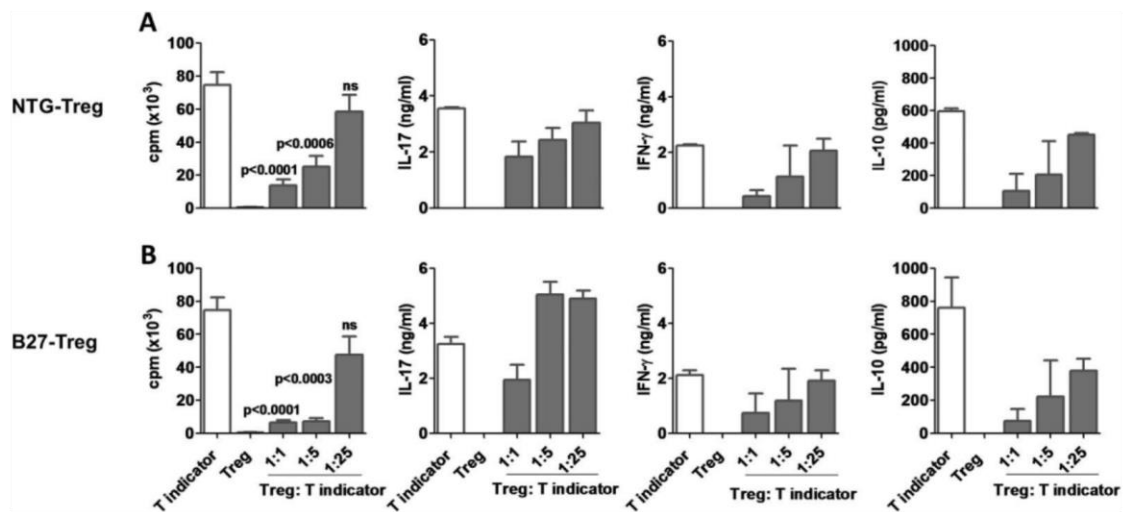 A
NTG-Treg
cpm (x10³)
100
80
60
40
20
0
p<0.0001
p<0.0006
ns
IL-17 (ng/ml)
6
4
2
0
IFN-γ (ng/ml)
6
4
2
0
IL-10 (pg/ml)
1000
800
600
400
200
0
B
B27-Treg
cpm (x10³)
100
80
60
40
20
0
p<0.0001
p<0.0003
ns
T indicator
Treg
1:1
1:5
1:25
Treg: T indicator
IL-17 (ng/ml)
6
4
2
0
T indicator
Treg
1:1
1:5
1:25
Treg: T indicator
IFN-γ (ng/ml)
6
4
2
0
T indicator
Treg
1:1
1:5
1:25
Treg: T indicator
IL-10 (pg/ml)
1000
800
600
400
200
0
T indicator
Treg
1:1
1:5
1:25
Treg: T indicator